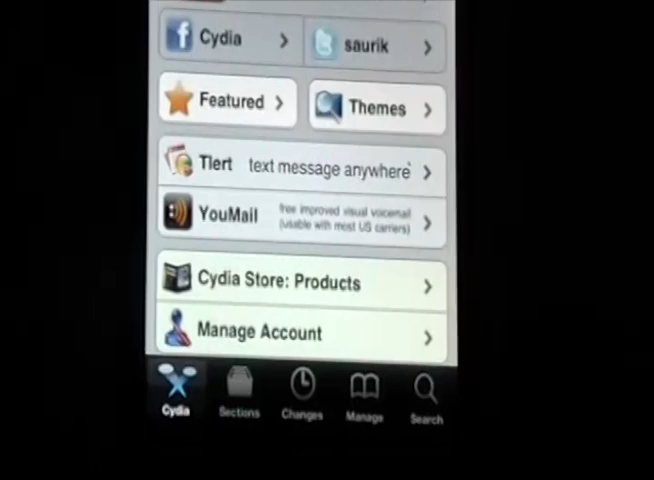 Cydia
saurik
Featured
Themes
Tlert text message anywhere
YouMail free improved visual voicemail
(usable with most US carriers)
Cydia Store: Products
Manage Account
Cydia Sections Changes Manage Search